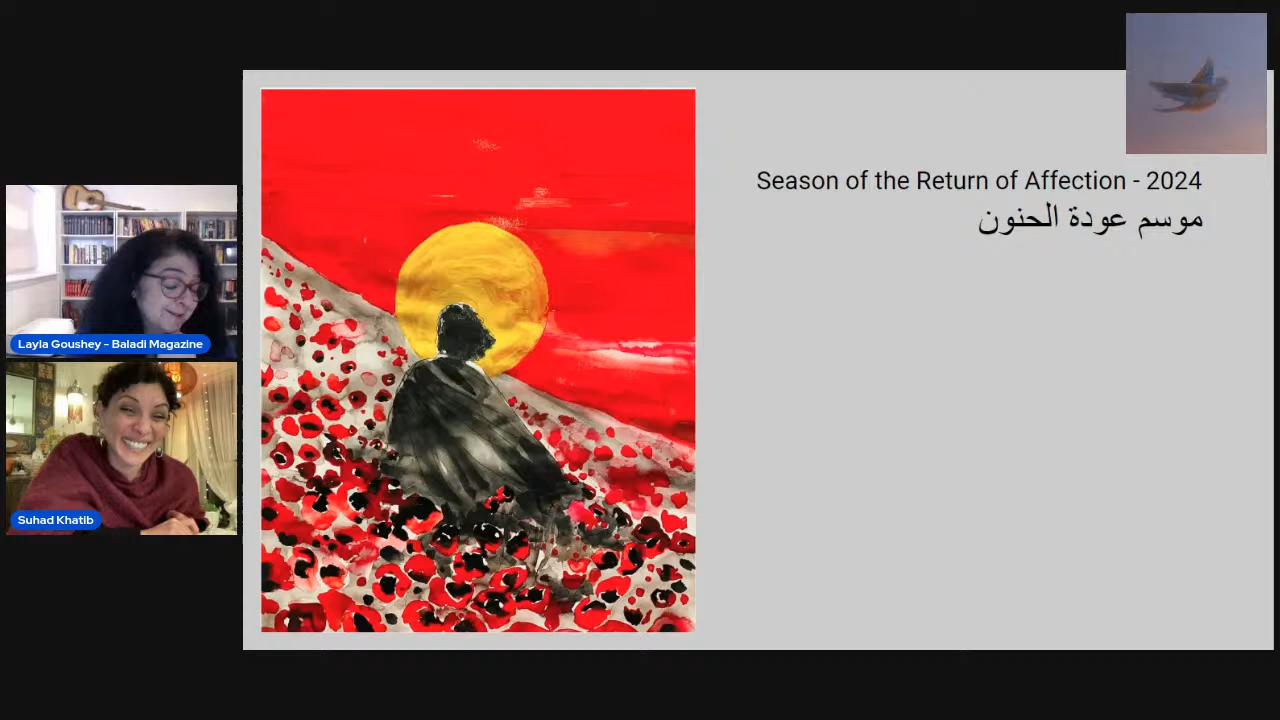 Season of the Return of Affection - 2024
موسم عودة الحنون
Layla Goushey – Baladi Magazine
Suhad Khatib